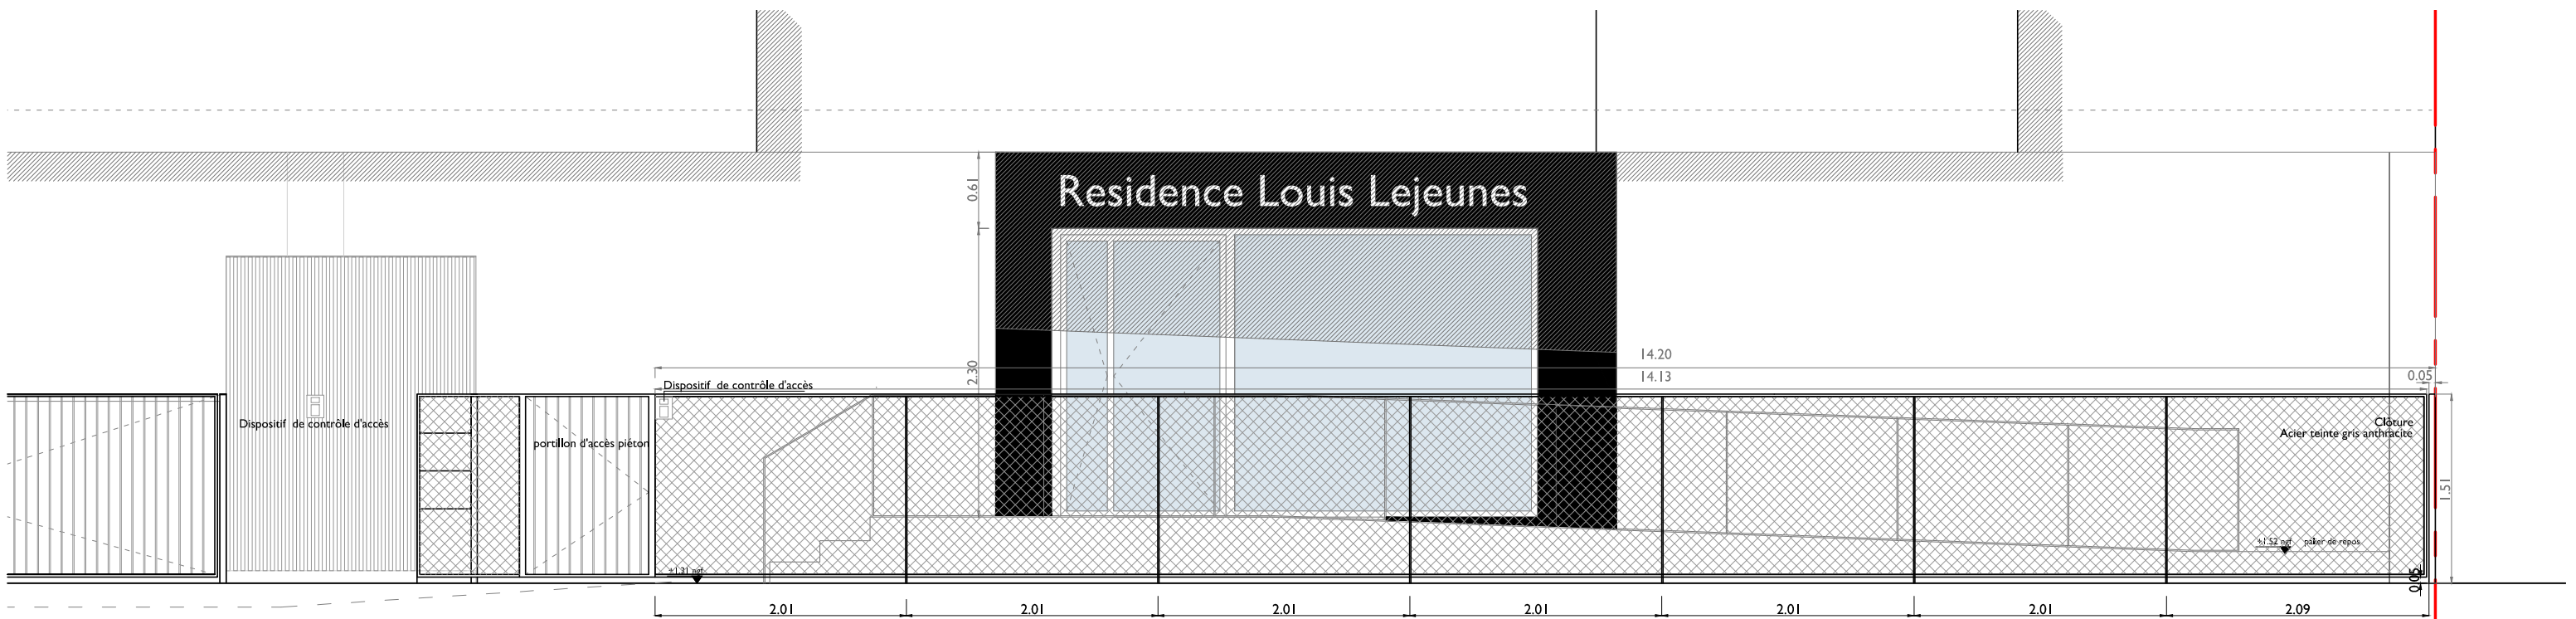 Residence Louis Lejeunes
0.61
2.30
14.20
14.13
0.05
Dispositif de contrôle d'accès
Dispositif de contrôle d'accès
portillon d'accès piéton
Clôture
Acier teinte gris anthracite
1.51
+1.52 ngf palier de repos
+1.31 ngf
0.05
2.01 2.01 2.01 2.01 2.01 2.01 2.09